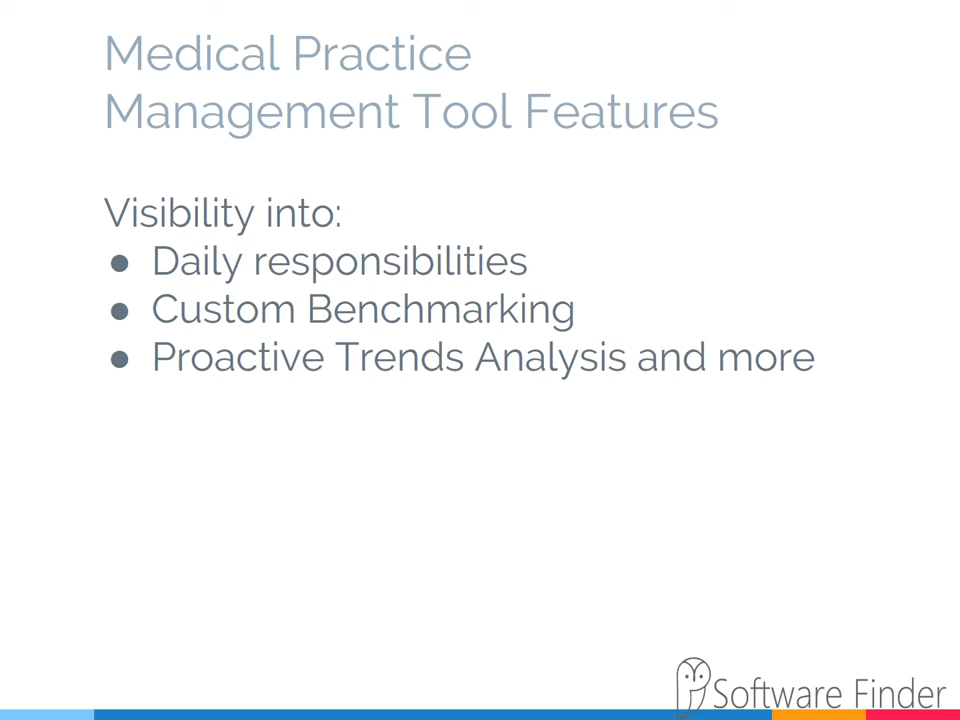 Medical Practice
Management Tool Features
Visibility into:
● Daily responsibilities
● Custom Benchmarking
● Proactive Trends Analysis and more
Software Finder